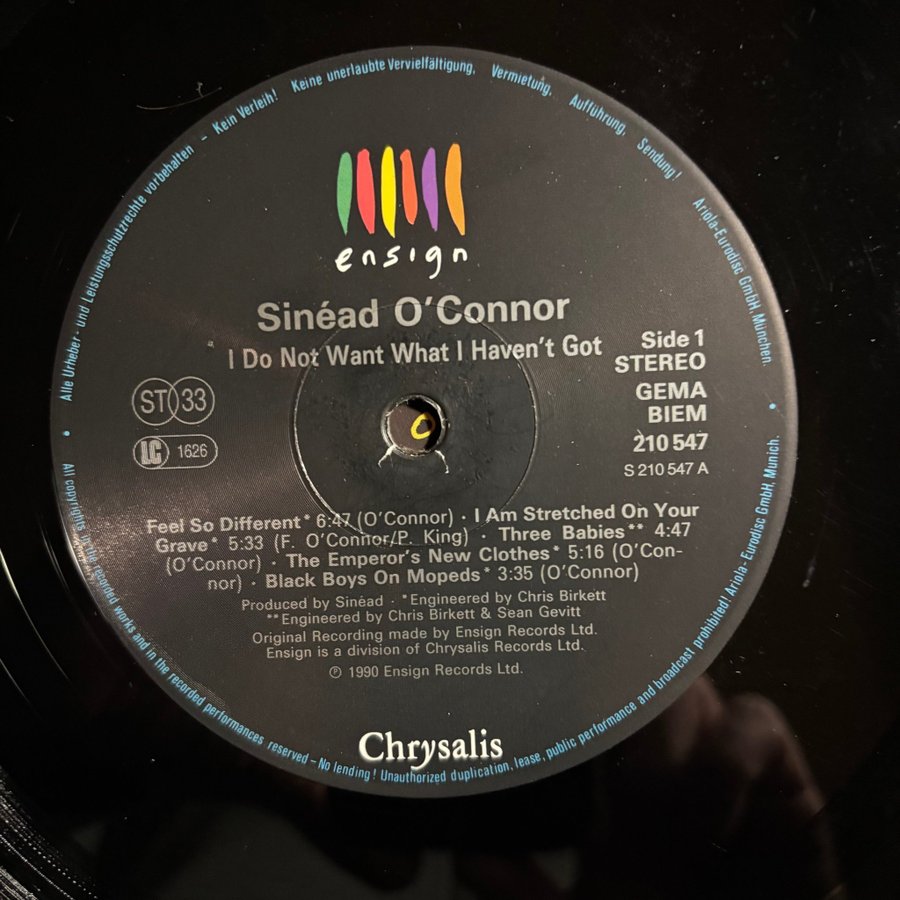 Alle Urheber- und Leistungsschutzrechte vorbehalten – Kein Verleih! Keine unerlaubte Vervielfältigung, Vermietung, Aufführung, Sendung! Ariola-Eurodisc GmbH, München.
ensign
Sinéad O'Connor
I Do Not Want What I Haven't Got
Side 1
STEREO
GEMA
BIEM
210 547
S 210 547 A
ST 33
LC 1626
Feel So Different* 6:47 (O'Connor) · I Am Stretched On Your
Grave* 5:33 (F. O'Connor/P. King) · Three Babies** 4:47
(O'Connor) · The Emperor's New Clothes* 5:16 (O'Con-
nor) · Black Boys On Mopeds* 3:35 (O'Connor)
Produced by Sinéad · *Engineered by Chris Birkett
**Engineered by Chris Birkett & Sean Gevitt
Original Recording made by Ensign Records Ltd.
Ensign is a division of Chrysalis Records Ltd.
℗ 1990 Ensign Records Ltd.
Chrysalis
All copyrights in the recorded works and in the recorded performances reserved – No lending! Unauthorized duplication, lease, public performance and broadcast prohibited! Ariola-Eurodisc GmbH, Munich.